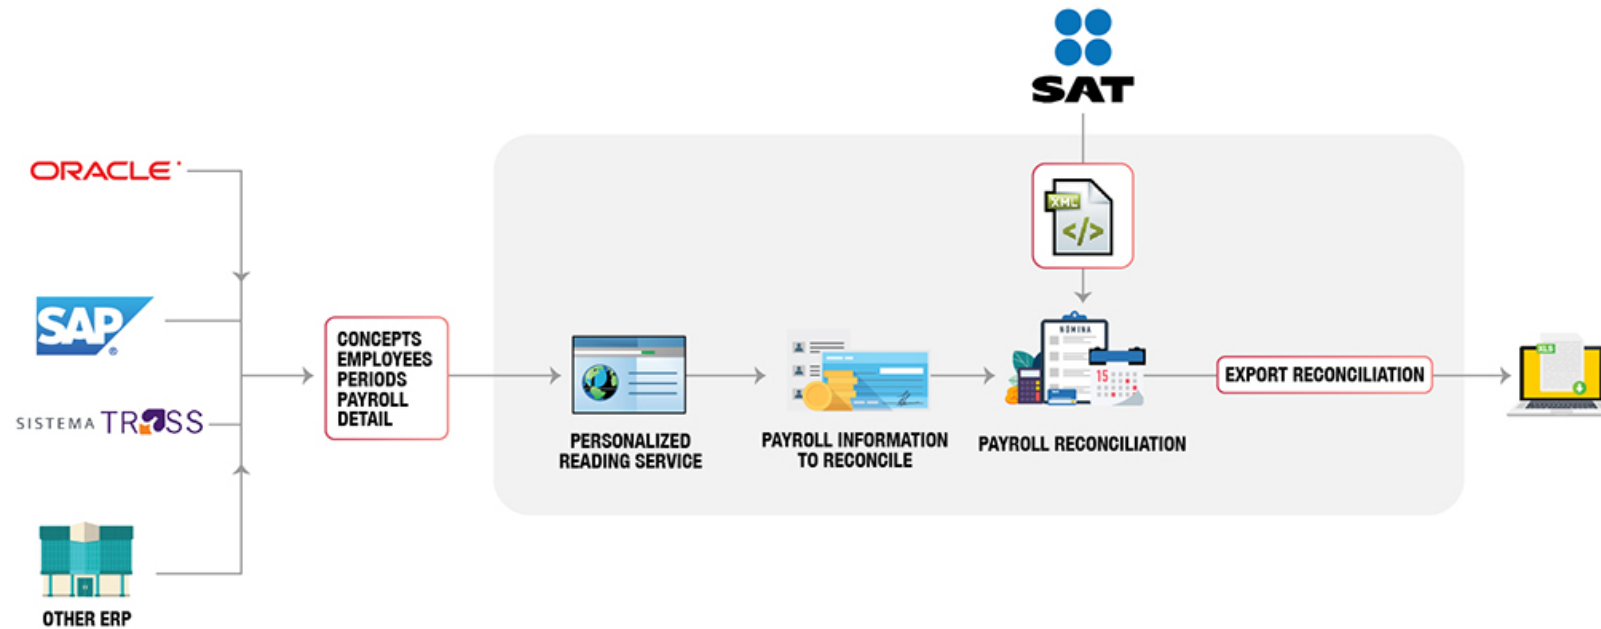 SAT
ORACLE
XML
</>
SAP
®
CONCEPTS
EMPLOYEES
PERIODS
PAYROLL
DETAIL
NÓMINA
15
XLS
EXPORT RECONCILIATION
SISTEMA TRESS
PERSONALIZED
READING SERVICE
PAYROLL INFORMATION
TO RECONCILE
PAYROLL RECONCILIATION
OTHER ERP